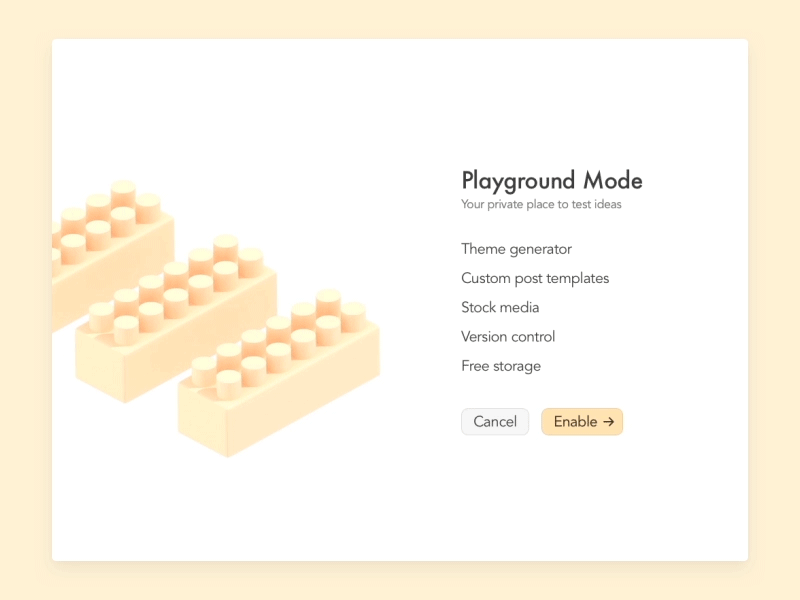 Playground Mode
Your private place to test ideas
Theme generator
Custom post templates
Stock media
Version control
Free storage
Cancel
Enable →